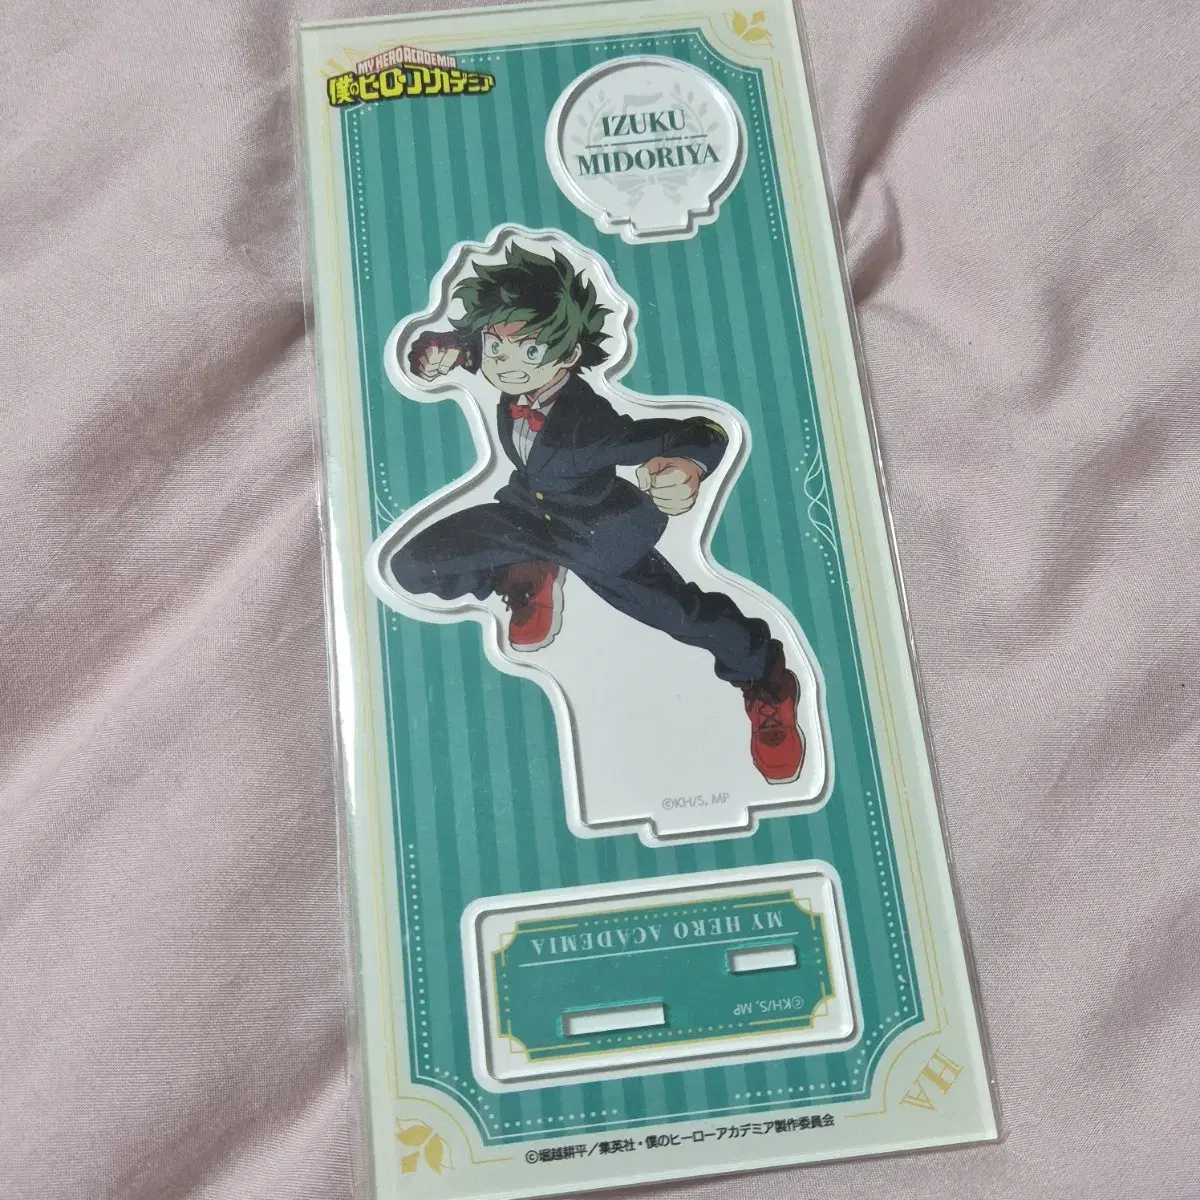 MY HERO ACADEMIA
僕のヒーローアカデミア
IZUKU
MIDORIYA
©KH/S, MP
MY HERO ACADEMIA
©KH/S, MP
HA
©堀越耕平/集英社・僕のヒーローアカデミア製作委員会